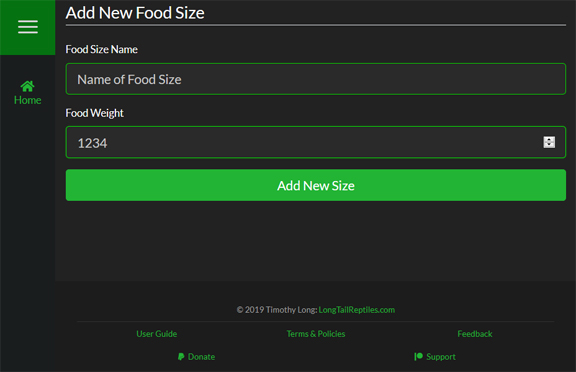 Add New Food Size
Food Size Name
Name of Food Size
Home
Food Weight
1234
Add New Size
© 2019 Timothy Long: LongTailReptiles.com
User Guide Terms & Policies Feedback
Donate Support